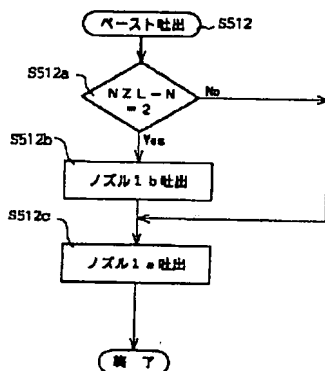 ペースト吐出
S512
S512a
NZL-N
=2
No
Yes
S512b
ノズル1b吐出
S512c
ノズル1a吐出
終了